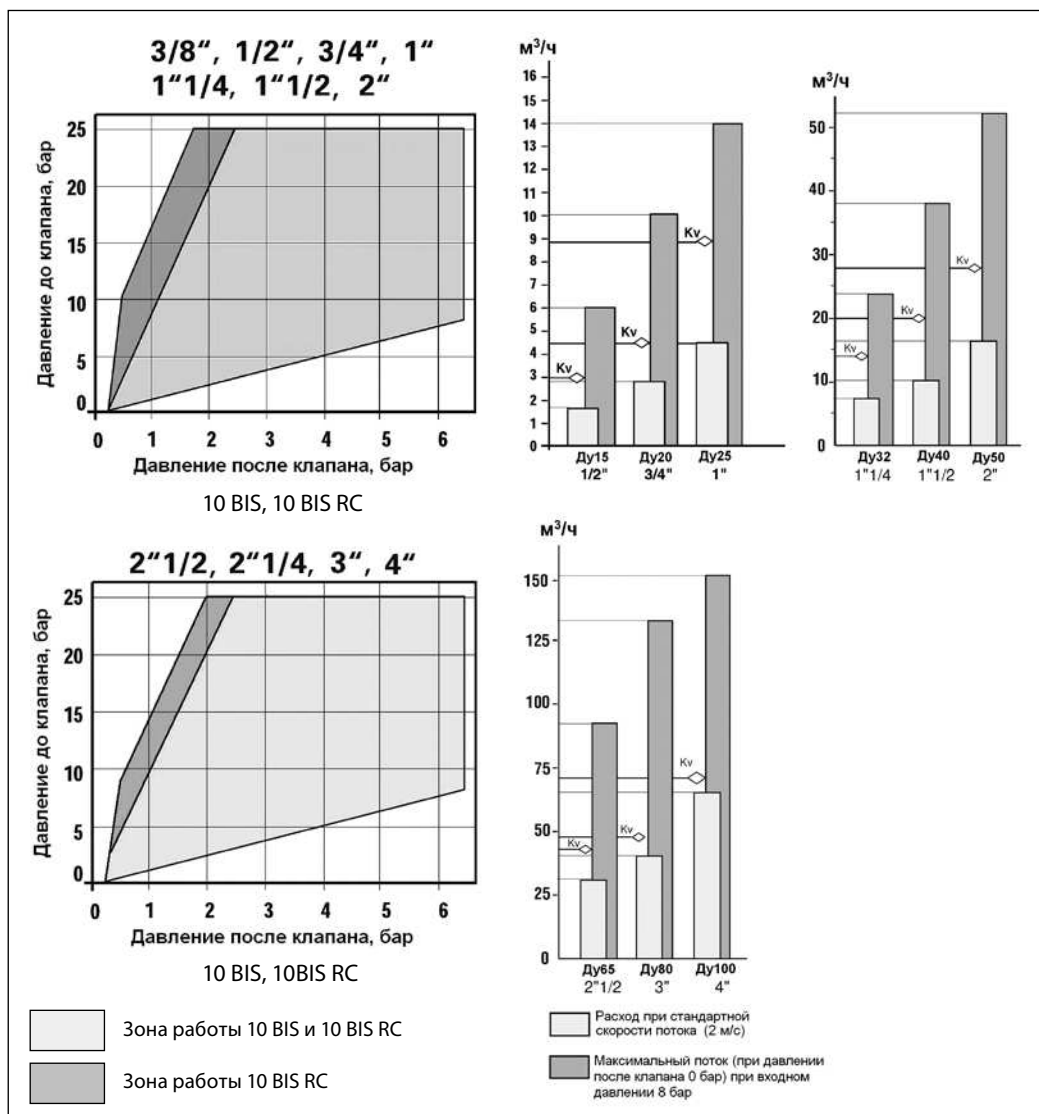 3/8“, 1/2“, 3/4“, 1“
1“1/4, 1“1/2, 2“
Давление до клапана, бар
25
20
15
10
5
0
0 1 2 3 4 5 6
Давление после клапана, бар
10 BIS, 10 BIS RC
м³/ч
16
15
14
13
12
11
10
9
8
7
6
5
4
3
2
1
0
Kv
Kv
Kv
Ду15 Ду20 Ду25
1/2" 3/4" 1"
м³/ч
50
40
30
20
10
0
Kv
Kv
Kv
Ду32 Ду40 Ду50
1"1/4 1"1/2 2"
2“1/2, 2“1/4, 3“, 4“
Давление до клапана, бар
25
20
15
10
5
0
0 1 2 3 4 5 6
Давление после клапана, бар
10 BIS, 10BIS RC
м³/ч
150
125
100
75
50
25
0
Kv
Kv
Kv
Ду65 Ду80 Ду100
2"1/2 3" 4"
Зона работы 10 BIS и 10 BIS RC
Зона работы 10 BIS RC
Расход при стандартной
скорости потока (2 м/с)
Максимальный поток (при давлении
после клапана 0 бар) при входном
давлении 8 бар